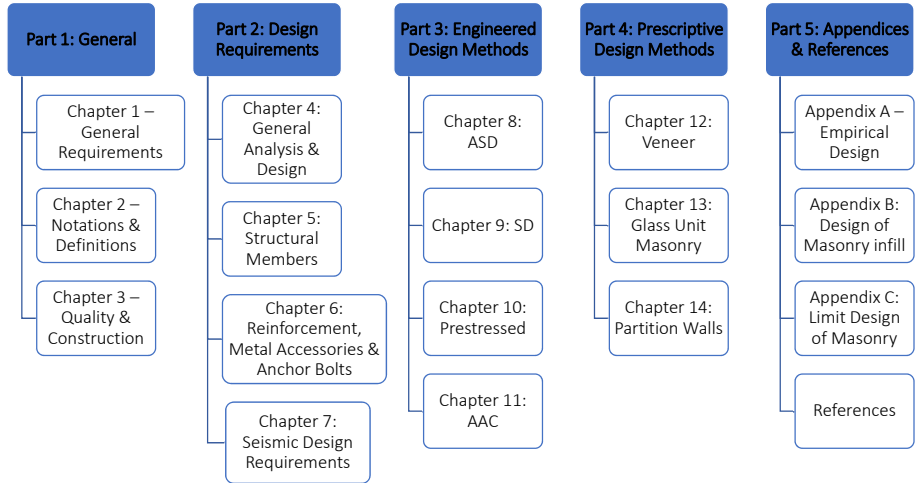 Part 1: General
Chapter 1 –
General
Requirements
Chapter 2 –
Notations &
Definitions
Chapter 3 –
Quality &
Construction
Part 2: Design
Requirements
Chapter 4:
General
Analysis &
Design
Chapter 5:
Structural
Members
Chapter 6:
Reinforcement,
Metal Accessories &
Anchor Bolts
Chapter 7:
Seismic Design
Requirements
Part 3: Engineered
Design Methods
Chapter 8:
ASD
Chapter 9: SD
Chapter 10:
Prestressed
Chapter 11:
AAC
Part 4: Prescriptive
Design Methods
Chapter 12:
Veneer
Chapter 13:
Glass Unit
Masonry
Chapter 14:
Partition Walls
Part 5: Appendices
& References
Appendix A –
Empirical
Design
Appendix B:
Design of
Masonry infill
Appendix C:
Limit Design
of Masonry
References